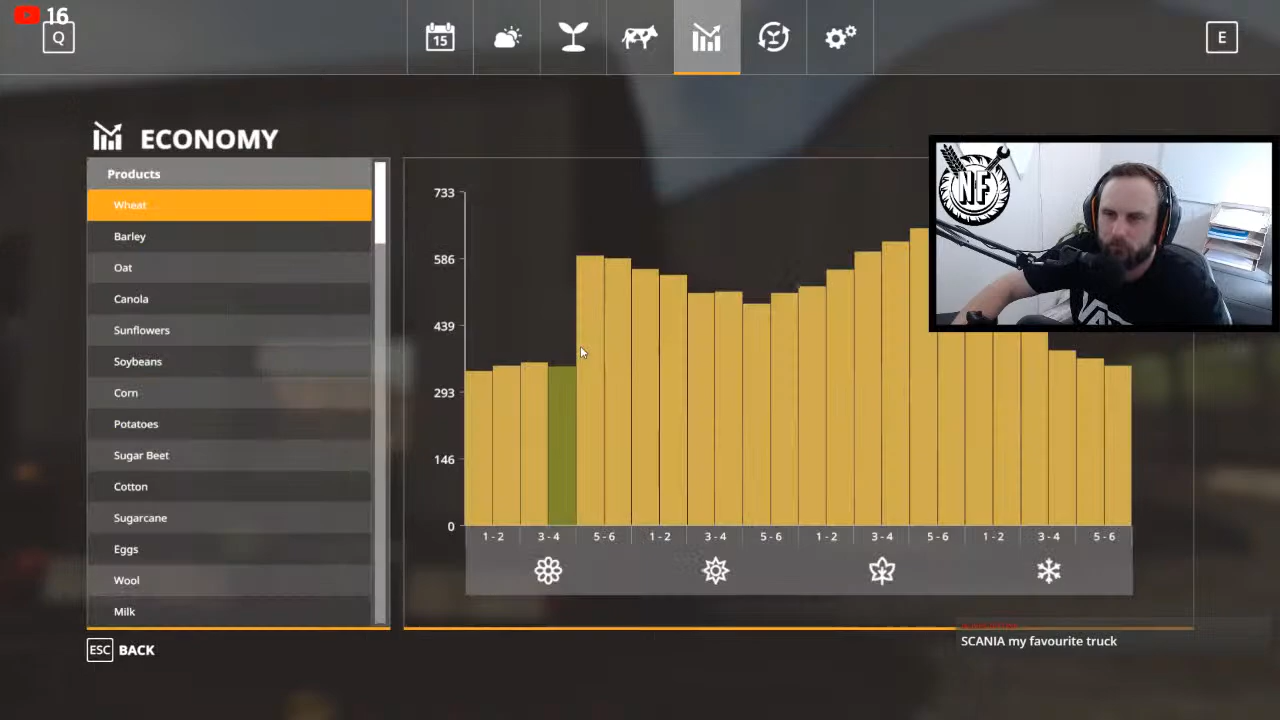 16
Q
15
E
ECONOMY
Products
Wheat
Barley
Oat
Canola
Sunflowers
Soybeans
Corn
Potatoes
Sugar Beet
Cotton
Sugarcane
Eggs
Wool
Milk
733
586
439
293
146
0
1 - 2
3 - 4
5 - 6
1 - 2
3 - 4
5 - 6
1 - 2
3 - 4
5 - 6
1 - 2
3 - 4
5 - 6
NF
SCANIA my favourite truck
ESC BACK